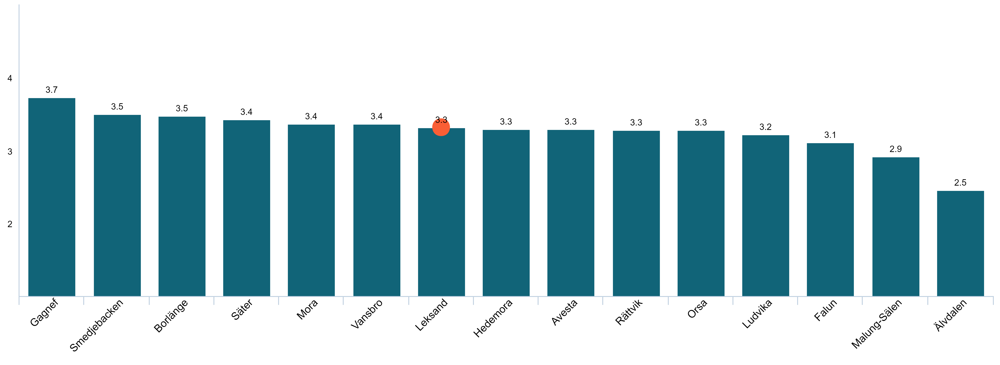 4
3
2
3.7
3.5
3.5
3.4
3.4
3.4
3.3
3.3
3.3
3.3
3.3
3.2
3.1
2.9
2.5
Gagnef
Smedjebacken
Borlänge
Säter
Mora
Vansbro
Leksand
Hedemora
Avesta
Rättvik
Orsa
Ludvika
Falun
Malung-Sälen
Älvdalen